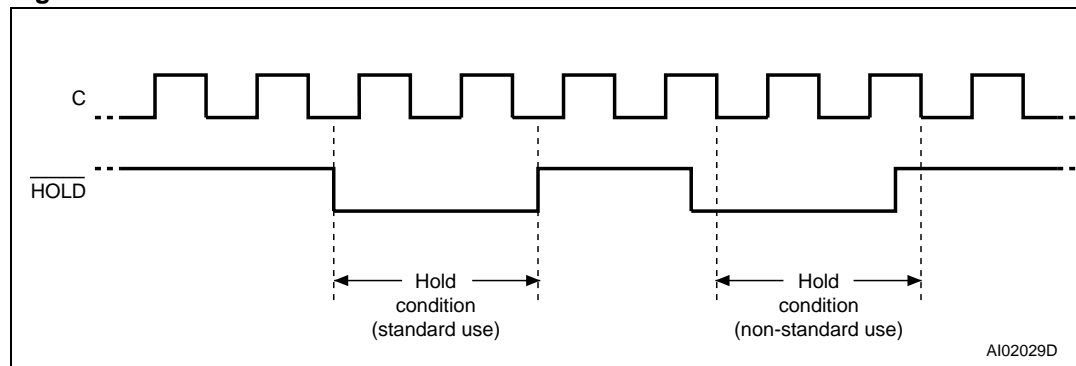 C
HOLD
Hold
condition
(standard use)
Hold
condition
(non-standard use)
AI02029D